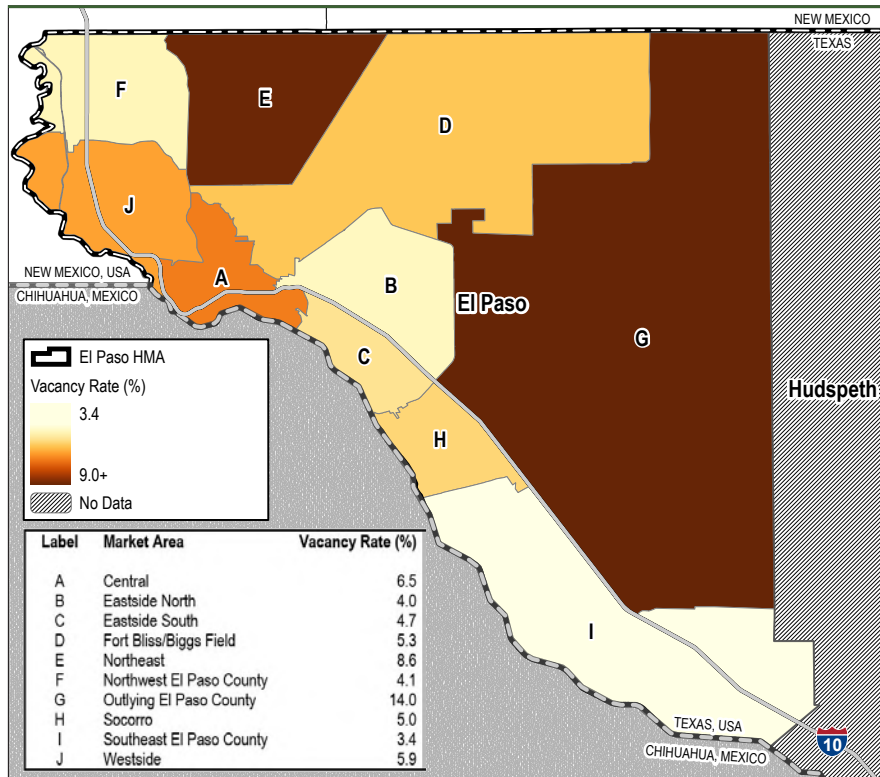 NEW MEXICO
TEXAS
F
E
D
J
A
B
NEW MEXICO, USA
CHIHUAHUA, MEXICO
El Paso
G
C
Hudspeth
H
El Paso HMA
Vacancy Rate (%)
3.4
9.0+
No Data
Label Market Area Vacancy Rate (%)
A Central 6.5
B Eastside North 4.0
C Eastside South 4.7
D Fort Bliss/Biggs Field 5.3
E Northeast 8.6
F Northwest El Paso County 4.1
G Outlying El Paso County 14.0
H Socorro 5.0
I Southeast El Paso County 3.4
J Westside 5.9
I
TEXAS, USA
CHIHUAHUA, MEXICO
10